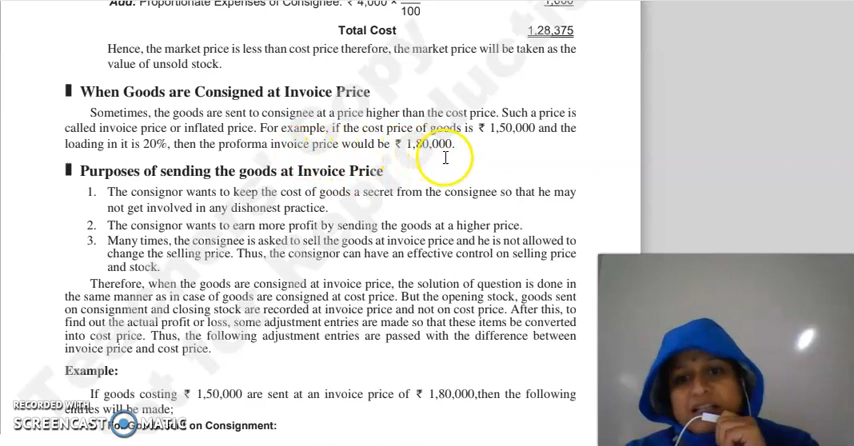 Add: Proportionate Expenses of Consignee: ₹ 4,000 ×
100
1,000
Total Cost 1,28,375
Hence, the market price is less than cost price therefore, the market price will be taken as the
value of unsold stock.
When Goods are Consigned at Invoice Price
Sometimes, the goods are sent to consignee at a price higher than the cost price. Such a price is
called invoice price or inflated price. For example, if the cost price of goods is ₹ 1,50,000 and the
loading in it is 20%, then the proforma invoice price would be ₹ 1,80,000.
Purposes of sending the goods at Invoice Price
1. The consignor wants to keep the cost of goods a secret from the consignee so that he may
not get involved in any dishonest practice.
2. The consignor wants to earn more profit by sending the goods at a higher price.
3. Many times, the consignee is asked to sell the goods at invoice price and he is not allowed to
change the selling price. Thus, the consignor can have an effective control on selling price
and stock.
Therefore, when the goods are consigned at invoice price, the solution of question is done in
the same manner as in case of goods are consigned at cost price. But the opening stock, goods sent
on consignment and closing stock are recorded at invoice price and not on cost price. After this, to
find out the actual profit or loss, some adjustment entries are made so that these items be converted
into cost price. Thus, the following adjustment entries are passed with the difference between
invoice price and cost price.
Example:
If goods costing ₹ 1,50,000 are sent at an invoice price of ₹ 1,80,000,then the following
entries will be made;
RECORDED WITH
SCREENCAST MATIC
on Consignment: